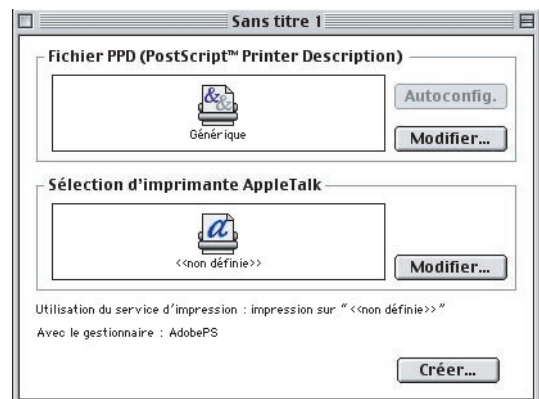 Sans titre 1
Fichier PPD (PostScript™ Printer Description)
Générique
Autoconfig.
Modifier...
Sélection d'imprimante AppleTalk
<<non définie>>
Modifier...
Utilisation du service d'impression : impression sur “ <<non définie>> ”
Avec le gestionnaire : AdobePS
Créer...